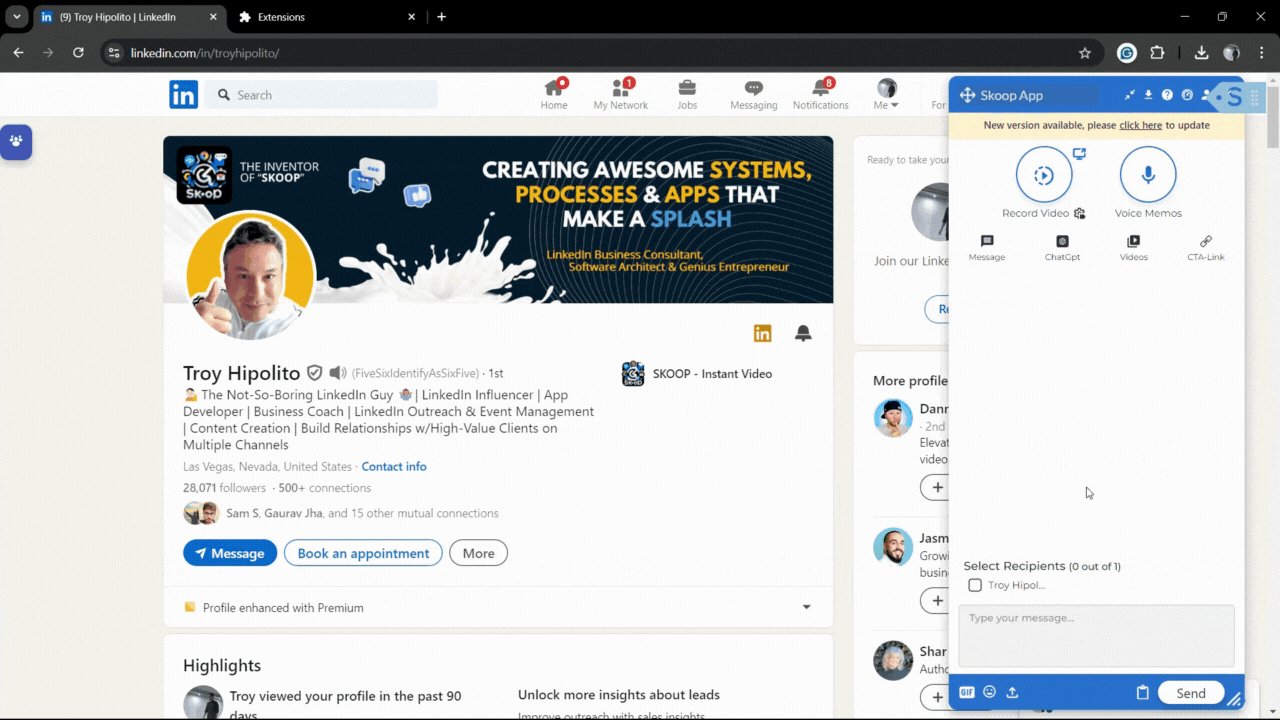 (9) Troy Hipolito | LinkedIn
Extensions
linkedin.com/in/troyhipolito/
in
Search
Home
1
My Network
Jobs
Messaging
8
Notifications
Me
For
THE INVENTOR
OF "SKOOP"
SKOOP
CREATING AWESOME SYSTEMS,
PROCESSES & APPS THAT
MAKE A SPLASH
LinkedIn Business Consultant,
Software Architect & Genius Entrepreneur
in
Troy Hipolito
(FiveSixIdentifyAsSixFive) · 1st
The Not-So-Boring LinkedIn Guy | LinkedIn Influencer | App
Developer | Business Coach | LinkedIn Outreach & Event Management
| Content Creation | Build Relationships w/High-Value Clients on
Multiple Channels
SKOOP - Instant Video
Las Vegas, Nevada, United States · Contact info
28,071 followers · 500+ connections
Sam S, Gaurav Jha, and 15 other mutual connections
Message
Book an appointment
More
Profile enhanced with Premium
Highlights
Troy viewed your profile in the past 90
days
Unlock more insights about leads
Improve outreach with sales insights
Ready to take your
Join our Linke
Re
More profile
Dann
· 2nd
Elevat
video
Jasm
Growi
busin
Shar
Autho
Skoop App
S
New version available, please click here to update
Record Video
Voice Memos
Message
ChatGpt
Videos
CTA-Link
Select Recipients (0 out of 1)
Troy Hipol...
Type your message...
GIF
Send